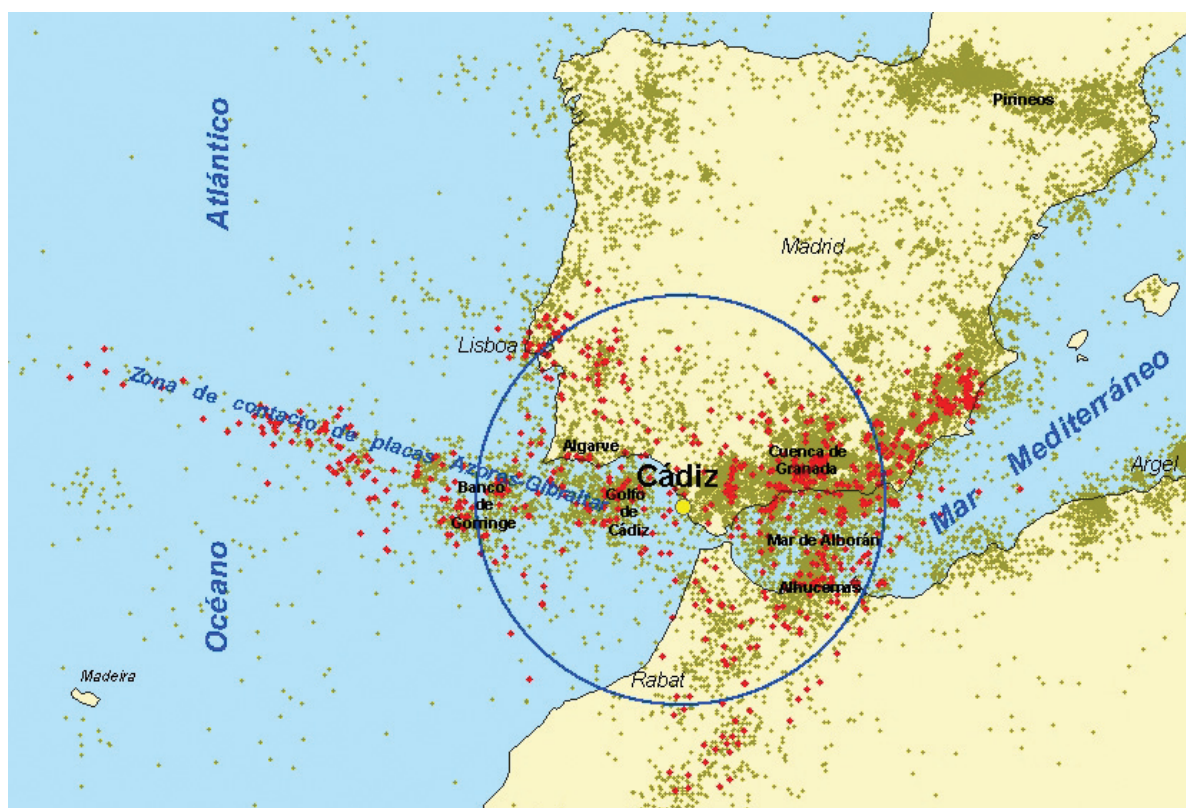 Pirineos
Atlántico
Madrid
Lisboa
Zona de contacto de placas Azores-Gibraltar
Mediterráneo
Mar
Algarve
Cuenca de
Granada
Argel
Cádiz
Banco
de
Gorringe
Golfo
de
Cádiz
Mar de Alborán
Alhucemas
Océano
Rabat
Madeira